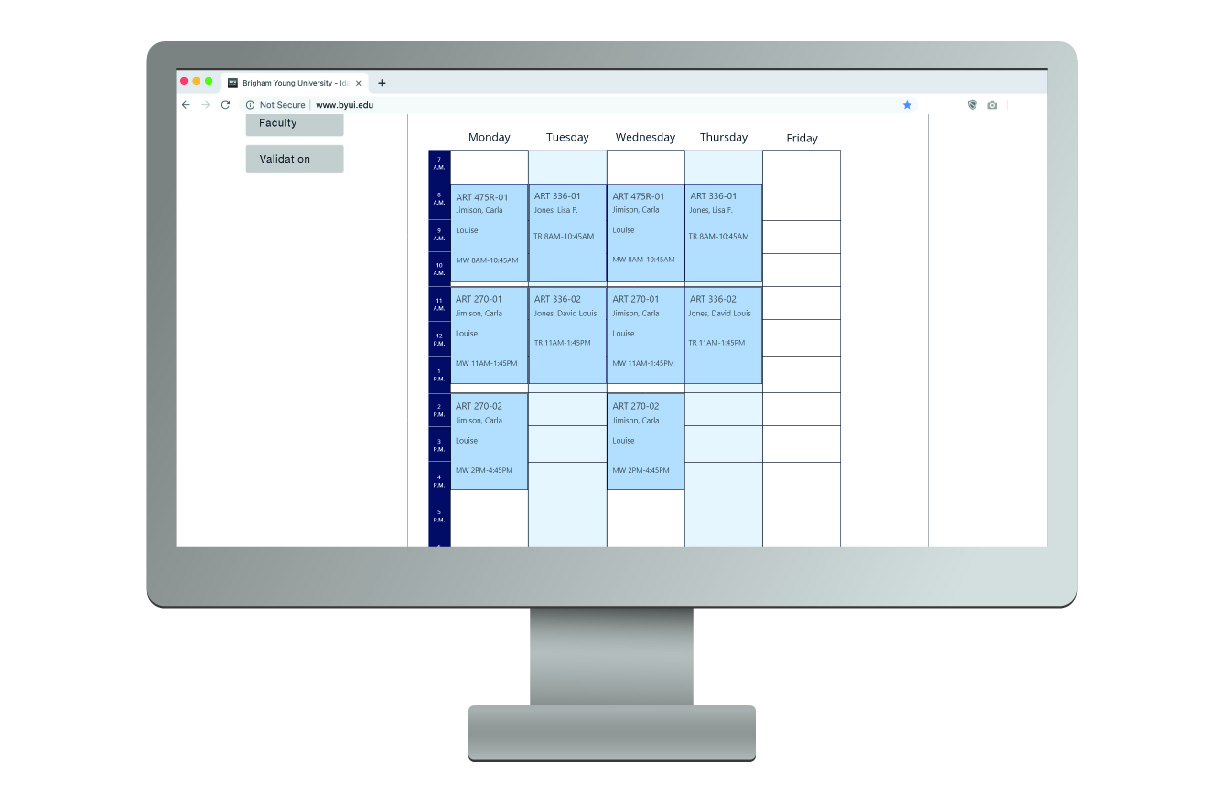 Brigham Young University - Id
Not Secure | www.byui.edu
Faculty
Validation
Monday Tuesday Wednesday Thursday Friday
7 A.M.
ART 475R-01
Jimison, Carla
Louise
MW 8AM-10:45AM
ART 336-01
Jones, Lisa F.
TR 8AM-10:45AM
ART 475R-01
Jimison, Carla
Louise
MW 8AM-10:45AM
ART 336-01
Jones, Lisa F.
TR 8AM-10:45AM
9 A.M.
10 A.M.
11 A.M.
ART 270-01
Jimison, Carla
Louise
MW 11AM-1:45PM
ART 336-02
Jones, David Louis
TR 11AM-1:45PM
ART 270-01
Jimison, Carla
Louise
MW 11AM-1:45PM
ART 336-02
Jones, David Louis
TR 11AM-1:45PM
12 P.M.
1 P.M.
2 P.M.
ART 270-02
Jimison, Carla
Louise
MW 2PM-4:45PM
ART 270-02
Jimison, Carla
Louise
MW 2PM-4:45PM
3 P.M.
4 P.M.
5 P.M.